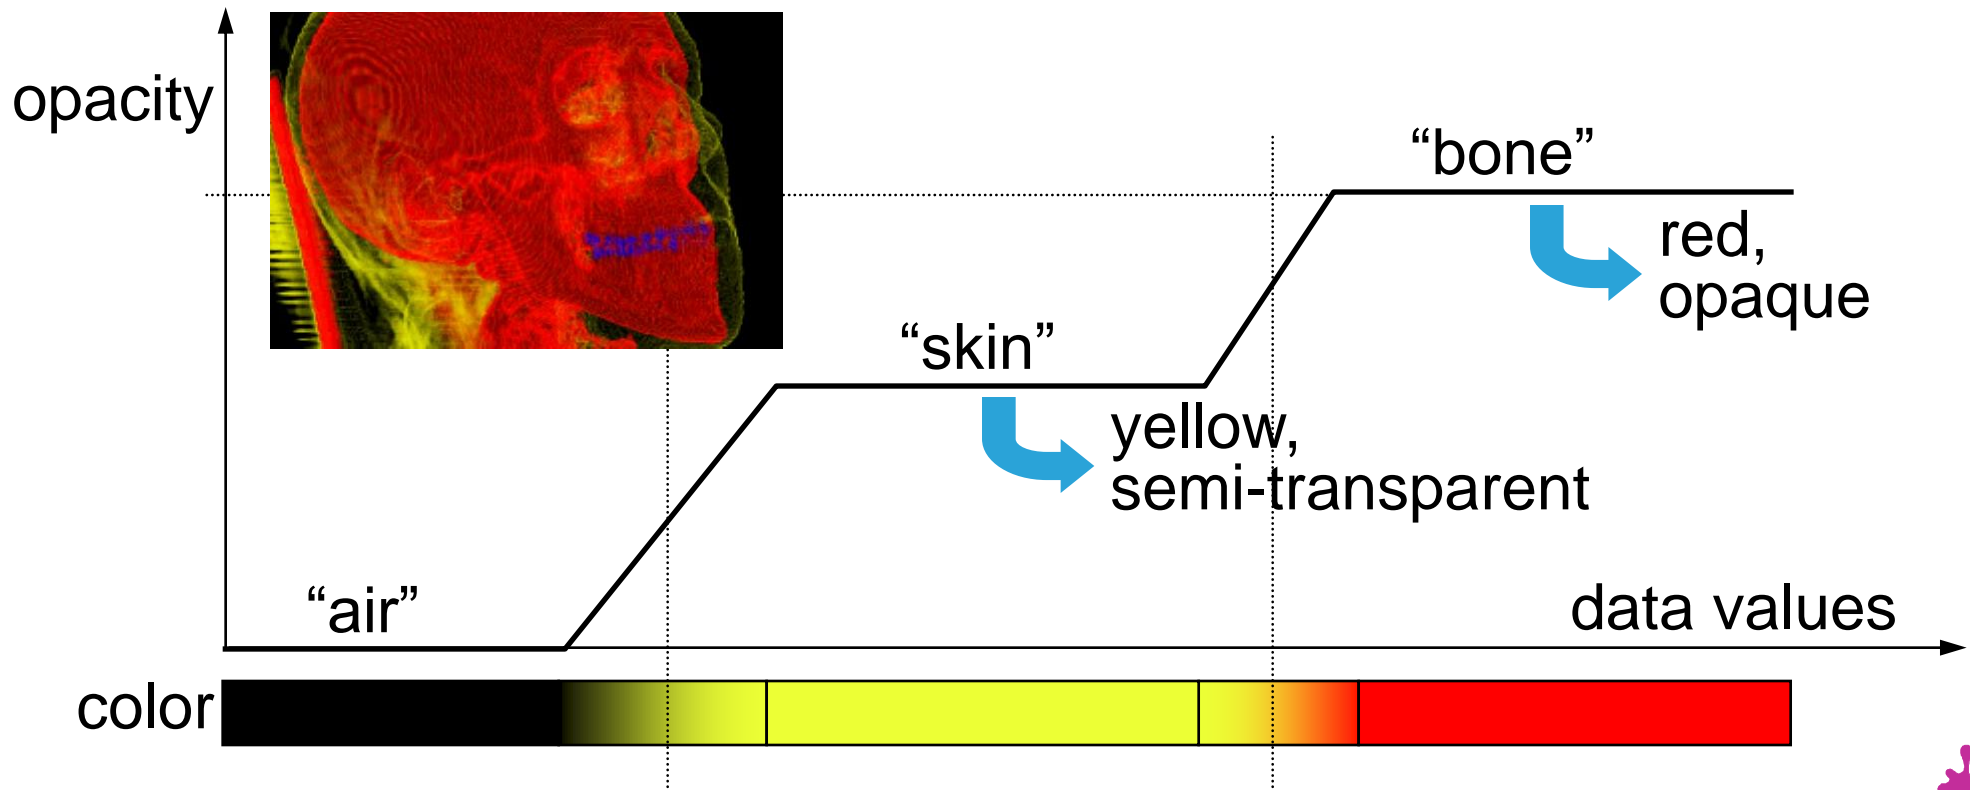 opacity
“bone”
red,
opaque
“skin”
yellow,
semi-transparent
“air”
data values
color